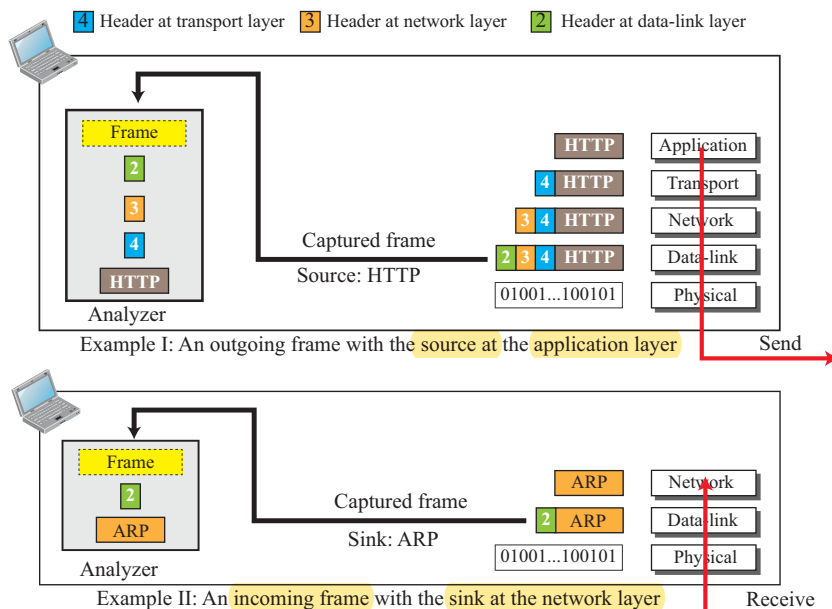 4 Header at transport layer 3 Header at network layer 2 Header at data-link layer
Frame
2
3
4
HTTP
Analyzer
Captured frame
Source: HTTP
HTTP Application
4 HTTP Transport
3 4 HTTP Network
2 3 4 HTTP Data-link
01001...100101 Physical
Example I: An outgoing frame with the source at the application layer
Send
Frame
2
ARP
Analyzer
Captured frame
Sink: ARP
ARP Network
2 ARP Data-link
01001...100101 Physical
Example II: An incoming frame with the sink at the network layer
Receive